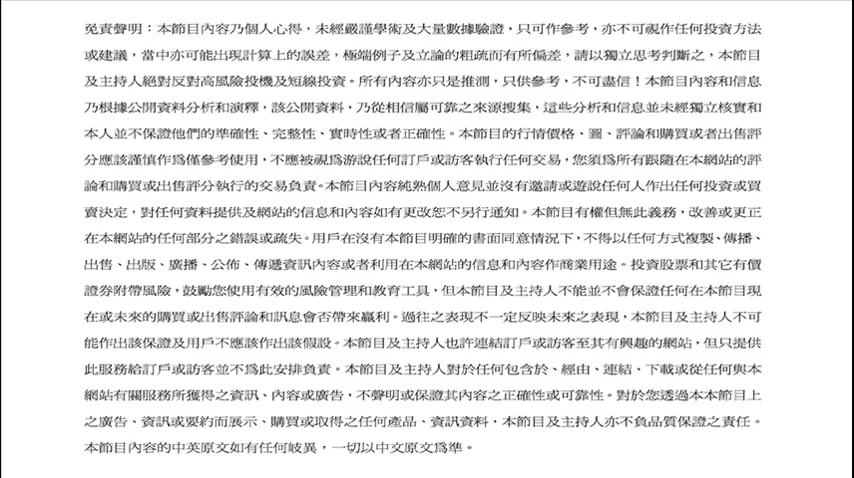 免責聲明：本節目內容乃個人心得，未經嚴謹學術及大量數據驗證，只可作參考，亦不可視作任何投資方法
或建議，當中亦可能出現計算上的誤差，極端例子及立論的粗疏而有所偏差，請以獨立思考判斷之，本節目
及主持人絕對反對高風險投機及短線投資。所有內容亦只是推測，只供參考，不可盡信！本節目內容和信息
乃根據公開資料分析和演釋，該公開資料，乃從相信屬可靠之來源搜集，這些分析和信息並未經獨立核實和
本人並不保證他們的準確性、完整性、實時性或者正確性。本節目的行情價格、圖、評論和購買或者出售評
分應該謹慎作為僅參考使用，不應被視為游說任何訂戶或訪客執行任何交易，您須為所有跟隨在本網站的評
論和購買或出售評分執行的交易負責。本節目內容純熟個人意見並沒有邀請或遊說任何人作出任何投資或買
賣決定，對任何資料提供及網站的信息和內容如有更改恕不另行通知。本節目有權但無此義務，改善或更正
在本網站的任何部分之錯誤或疏失。用戶在沒有本節目明確的書面同意情況下，不得以任何方式複製、傳播、
出售、出版、廣播、公佈、傳遞資訊內容或者利用在本網站的信息和內容作商業用途。投資股票和其它有價
證券附帶風險，鼓勵您使用有效的風險管理和教育工具，但本節目及主持人不能並不會保證任何在本節目現
在或未來的購買或出售評論和訊息會否帶來贏利。過往之表現不一定反映未來之表現，本節目及主持人不可
能作出該保證及用戶不應該作出該假設。本節目及主持人也許連結訂戶或訪客至其有興趣的網站，但只提供
此服務給訂戶或訪客並不為此安排負責。本節目及主持人對於任何包含於、經由、連結、下載或從任何與本
網站有關服務所獲得之資訊、內容或廣告，不聲明或保證其內容之正確性或可靠性。對於您透過本本節目上
之廣告、資訊或要約而展示、購買或取得之任何產品、資訊資料，本節目及主持人亦不負品質保證之責任。
本節目內容的中英原文如有任何歧異，一切以中文原文為準。